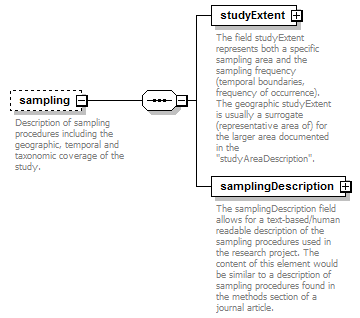 studyExtent
The field studyExtent
represents both a specific
sampling area and the
sampling frequency
(temporal boundaries,
frequency of occurrence).
The geographic studyExtent
is usually a surrogate
(representative area of) for
the larger area documented
in the
"studyAreaDescription".
sampling
Description of sampling
procedures including the
geographic, temporal and
taxonomic coverage of the
study.
samplingDescription
The samplingDescription field
allows for a text-based/human
readable description of the
sampling procedures used in
the research project. The
content of this element would
be similar to a description of
sampling procedures found in
the methods section of a
journal article.